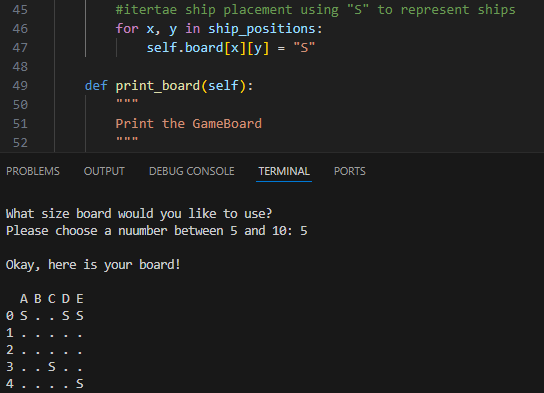 45 #itertae ship placement using "S" to represent ships
46 for x, y in ship_positions:
47 self.board[x][y] = "S"
48
49 def print_board(self):
50 """
51 Print the GameBoard
52 """
PROBLEMS OUTPUT DEBUG CONSOLE TERMINAL PORTS
What size board would you like to use?
Please choose a nuumber between 5 and 10: 5
Okay, here is your board!
A B C D E
0 S . . S S
1 . . . . .
2 . . . . .
3 . . S . .
4 . . . . S